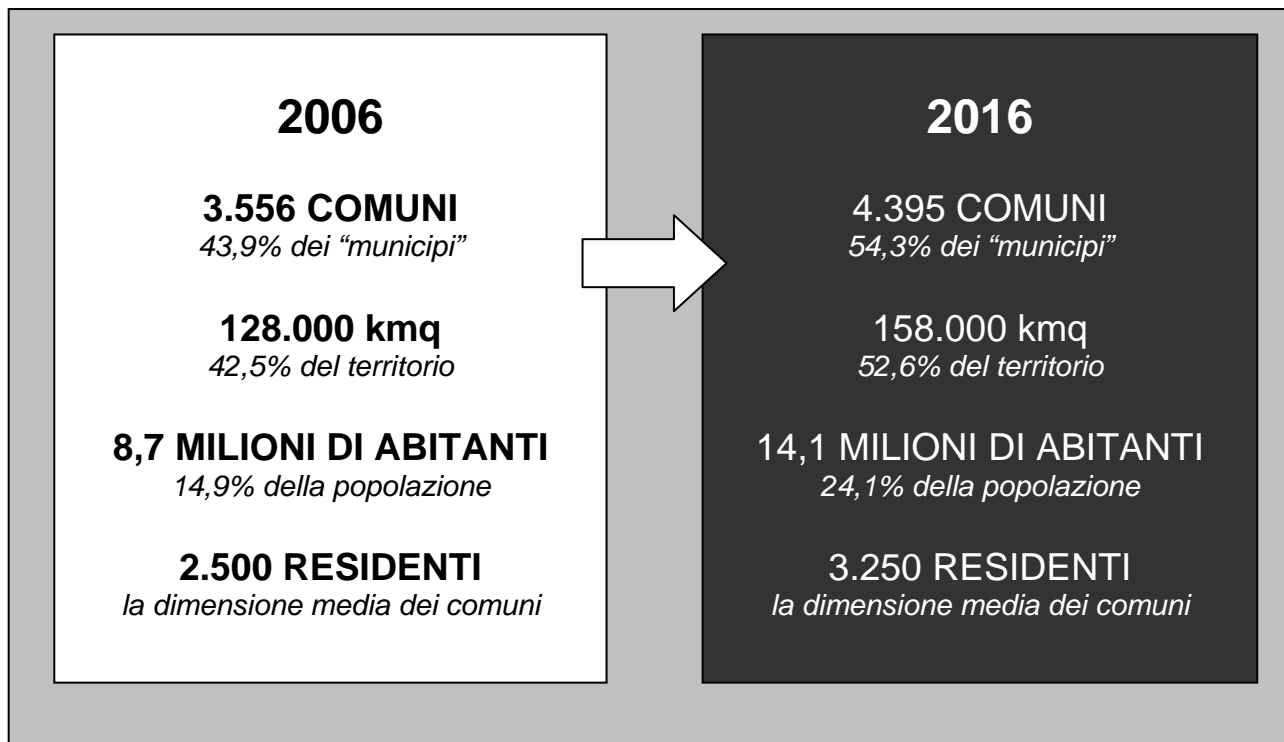 2006
3.556 COMUNI
43,9% dei “municipi”
128.000 kmq
42,5% del territorio
8,7 MILIONI DI ABITANTI
14,9% della popolazione
2.500 RESIDENTI
la dimensione media dei comuni
2016
4.395 COMUNI
54,3% dei “municipi”
158.000 kmq
52,6% del territorio
14,1 MILIONI DI ABITANTI
24,1% della popolazione
3.250 RESIDENTI
la dimensione media dei comuni